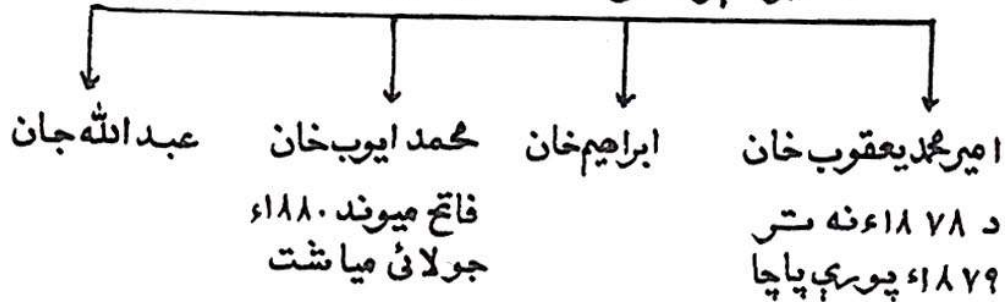 امیر محمد یعقوب خان
د ۱۸۷۸ء نه تر
۱۸۷۹ء پورې پاچا
ابراهیم خان
محمد ایوب خان
فاتح میوند ۱۸۸۰ء
جولائی میاشت
عبدالله جان